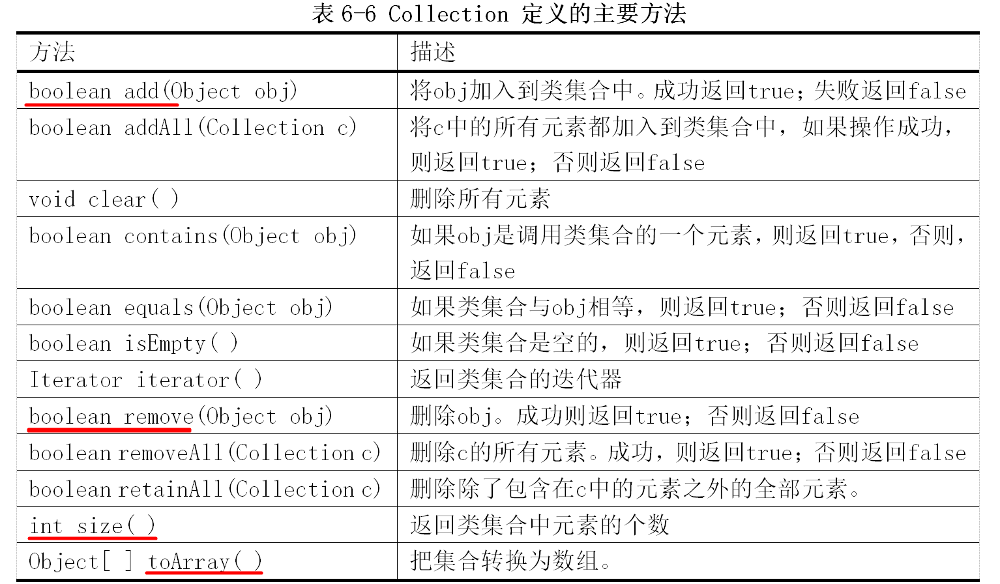 表 6-6 Collection 定义的主要方法
方法 描述
boolean add(Object obj) 将obj加入到类集合中。成功返回true；失败返回false
boolean addAll(Collection c) 将c中的所有元素都加入到类集合中，如果操作成功，
则返回true；否则返回false
void clear( ) 删除所有元素
boolean contains(Object obj) 如果obj是调用类集合的一个元素，则返回true，否则，
返回false
boolean equals(Object obj) 如果类集合与obj相等，则返回true；否则返回false
boolean isEmpty( ) 如果类集合是空的，则返回true；否则返回false
Iterator iterator( ) 返回类集合的迭代器
boolean remove(Object obj) 删除obj。成功则返回true；否则返回false
boolean removeAll(Collection c) 删除c的所有元素。成功，则返回true；否则返回false
boolean retainAll(Collection c) 删除除了包含在c中的元素之外的全部元素。
int size( ) 返回类集合中元素的个数
Object[ ] toArray( ) 把集合转换为数组。